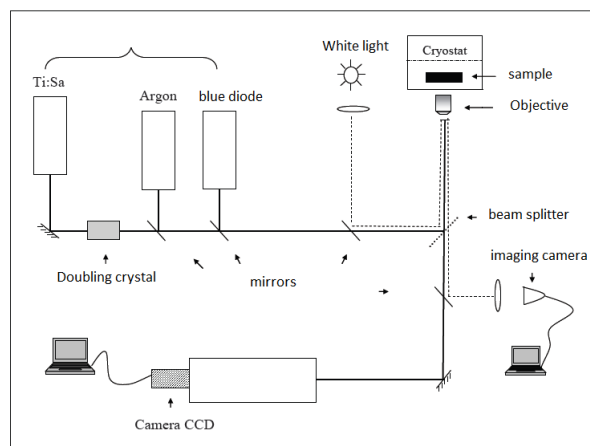 White light
Cryostat
sample
Ti:Sa
Argon
blue diode
Objective
beam splitter
imaging camera
Doubling crystal
mirrors
Camera CCD